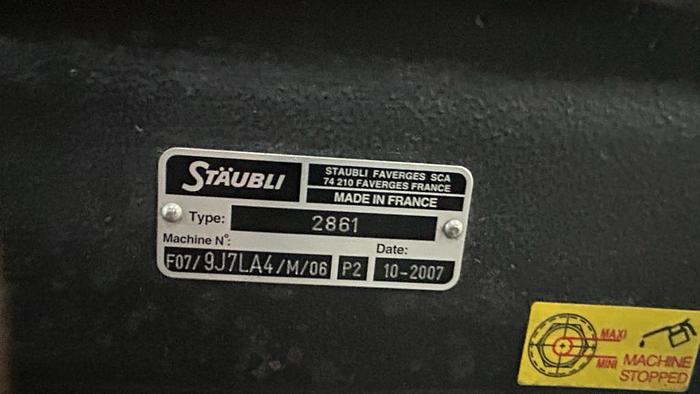 STÄUBLI
STAUBLI FAVERGES SCA
74 210 FAVERGES FRANCE
MADE IN FRANCE
Type: 2861
Machine N°:
Date:
F07/9J7LA4/M/06 P2 10-2007
MAXI
MINI
MACHINE
STOPPED